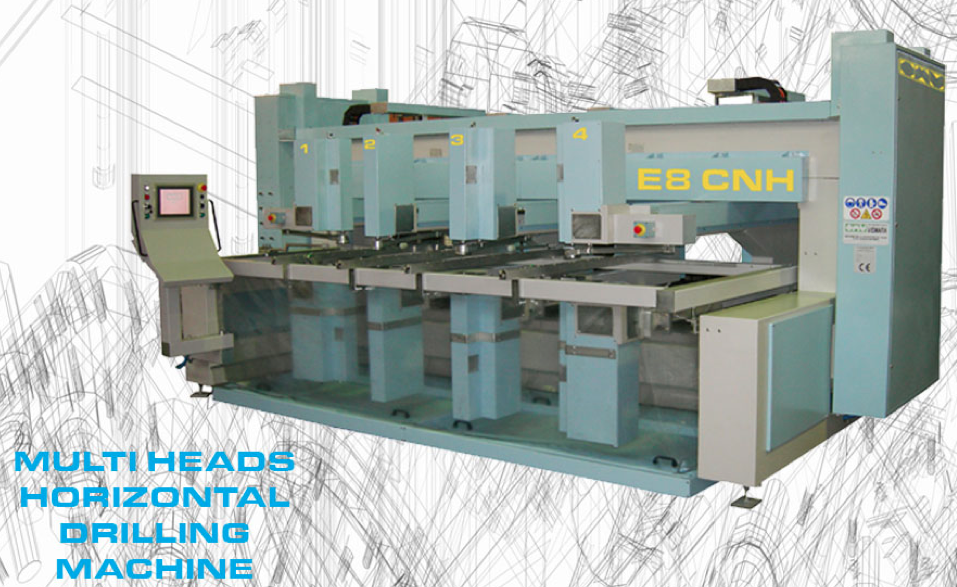 1
2
3
4
E8 CNH
CE
MULTI HEADS
HORIZONTAL
DRILLING
MACHINE